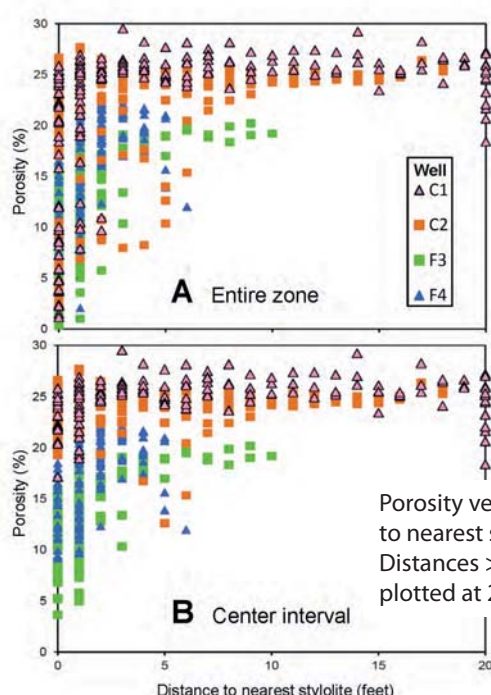 30
25
20
15
10
5
0
Porosity (%)
Well
C1
C2
F3
F4
A Entire zone
30
25
20
15
10
5
0
Porosity (%)
B Center interval
0 5 10 15 20
Distance to nearest stylolite (feet)
Porosity ve
to nearest s
Distances >
plotted at 2